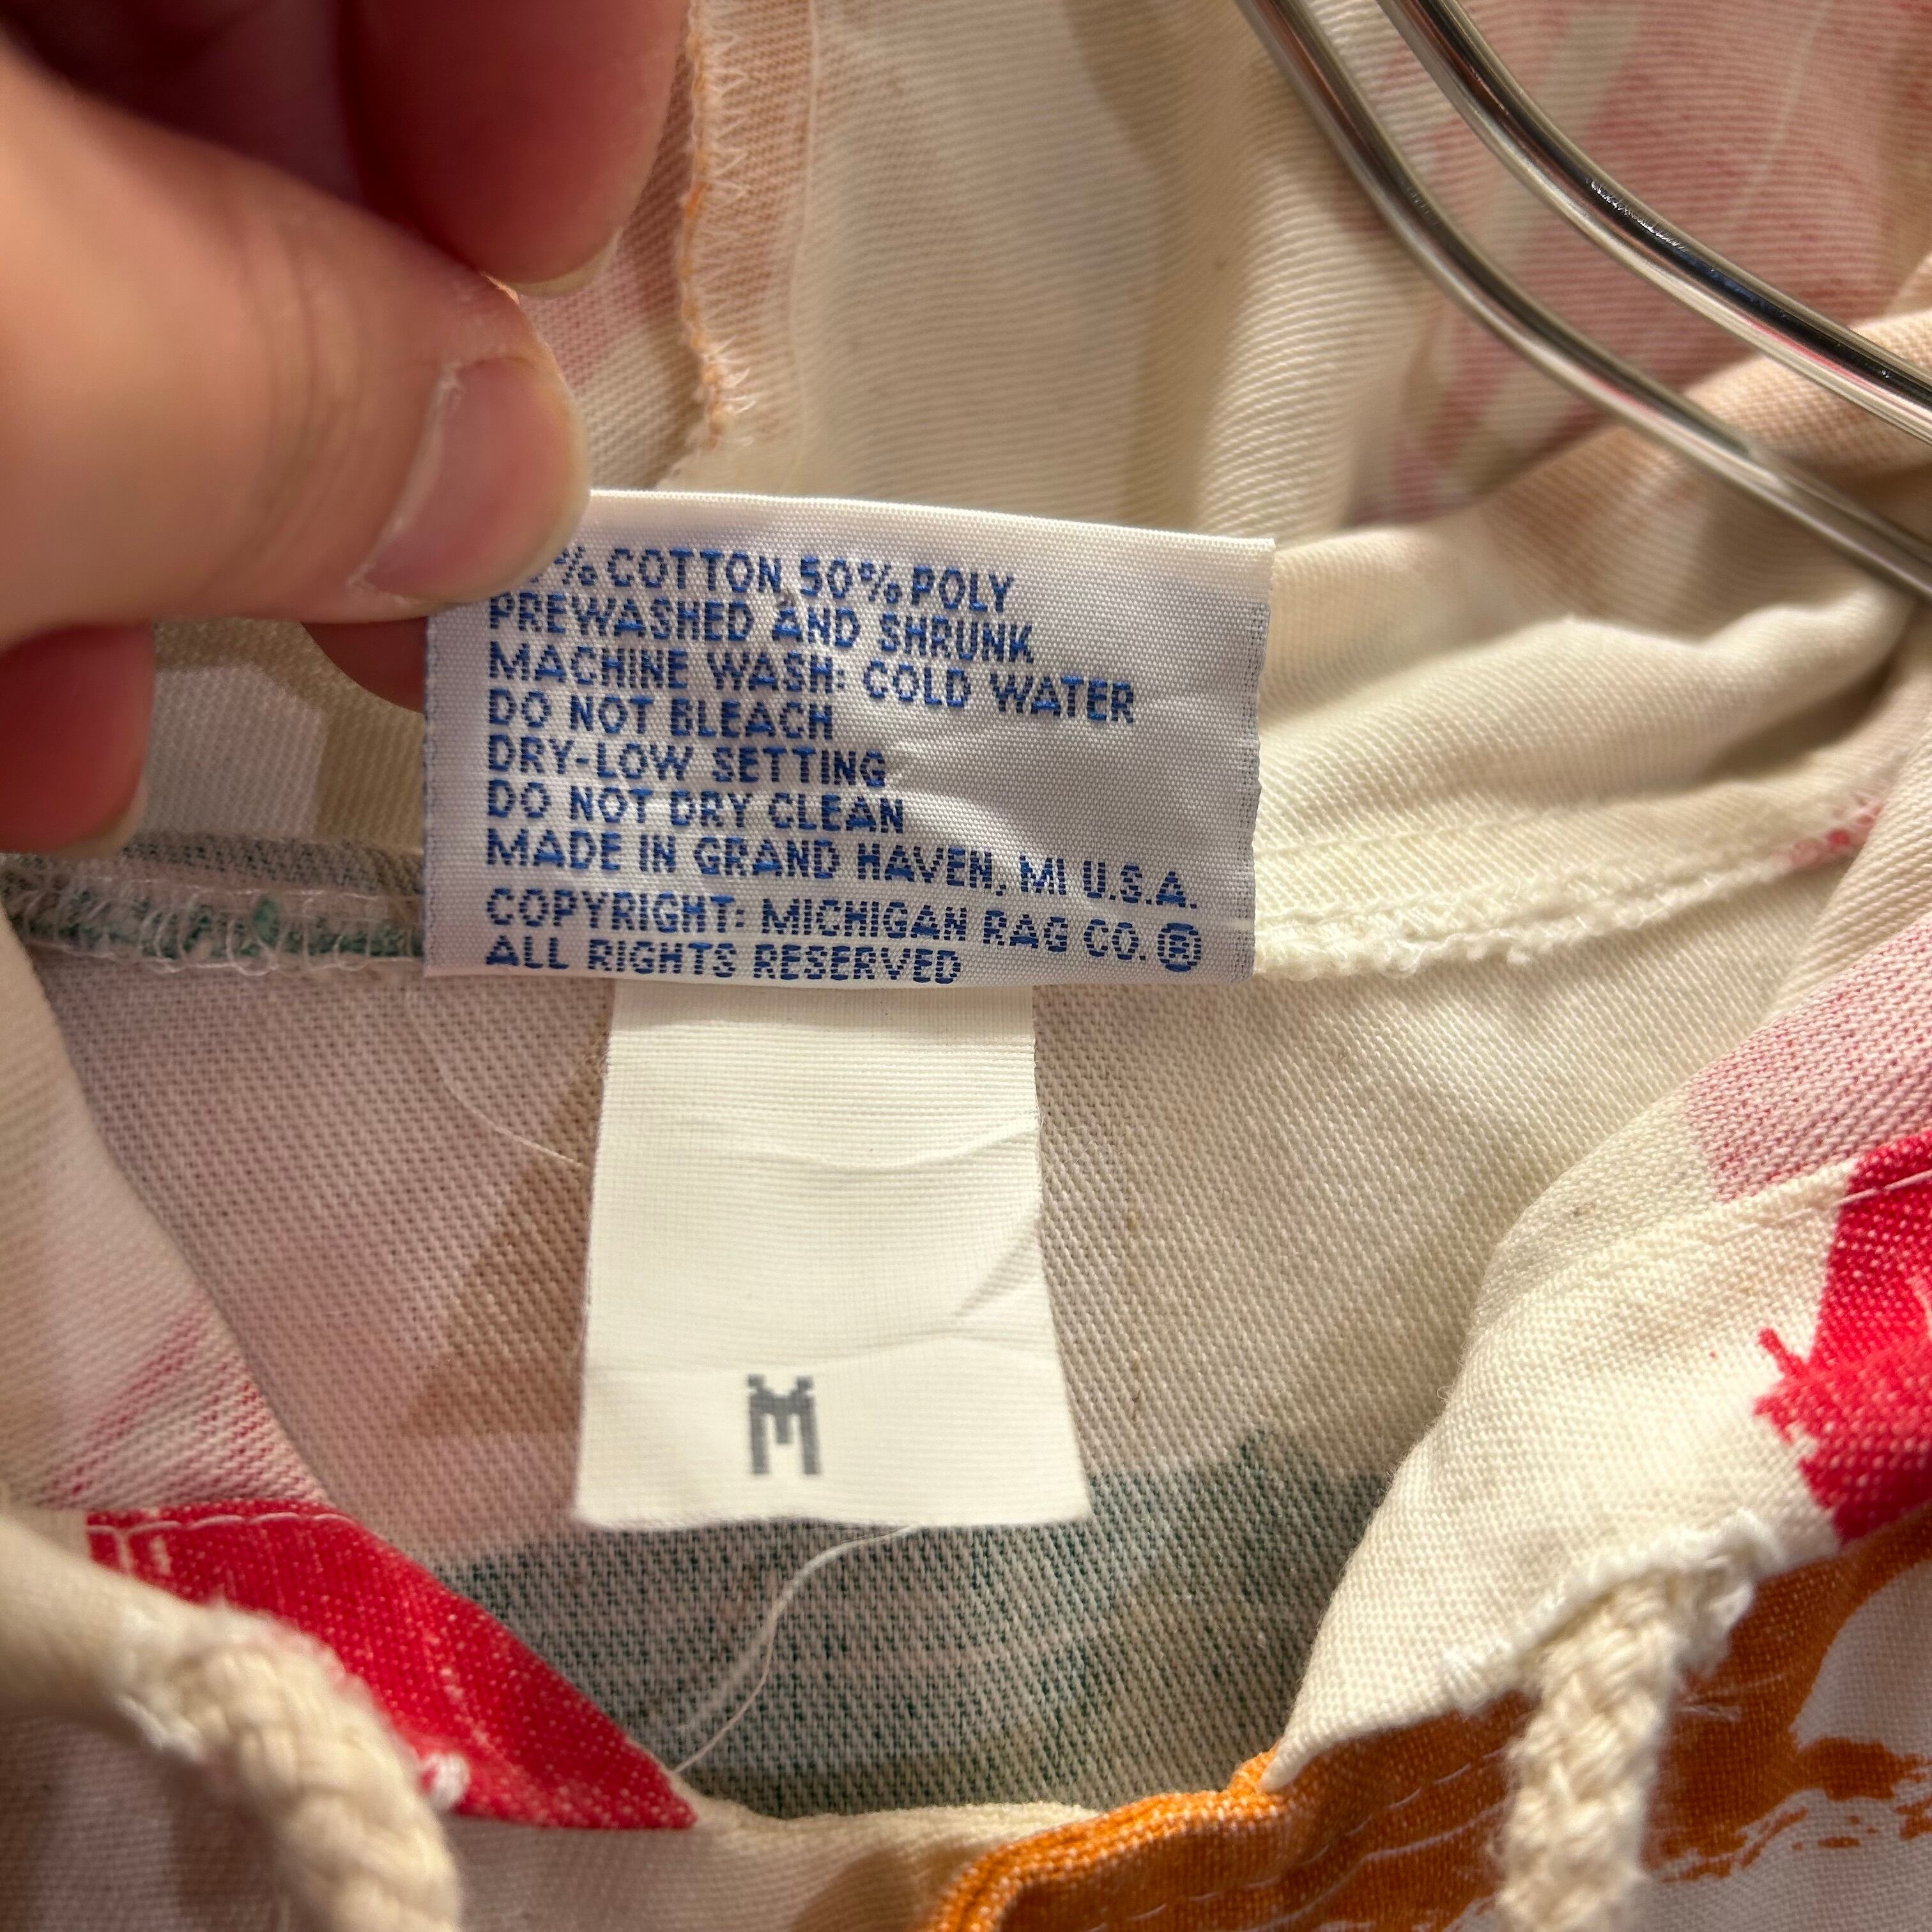 % COTTON 50% POLY
PREWASHED AND SHRUNK
MACHINE WASH: COLD WATER
DO NOT BLEACH
DRY-LOW SETTING
DO NOT DRY CLEAN
MADE IN GRAND HAVEN, MI U.S.A.
COPYRIGHT: MICHIGAN RAG CO.®
ALL RIGHTS RESERVED
M